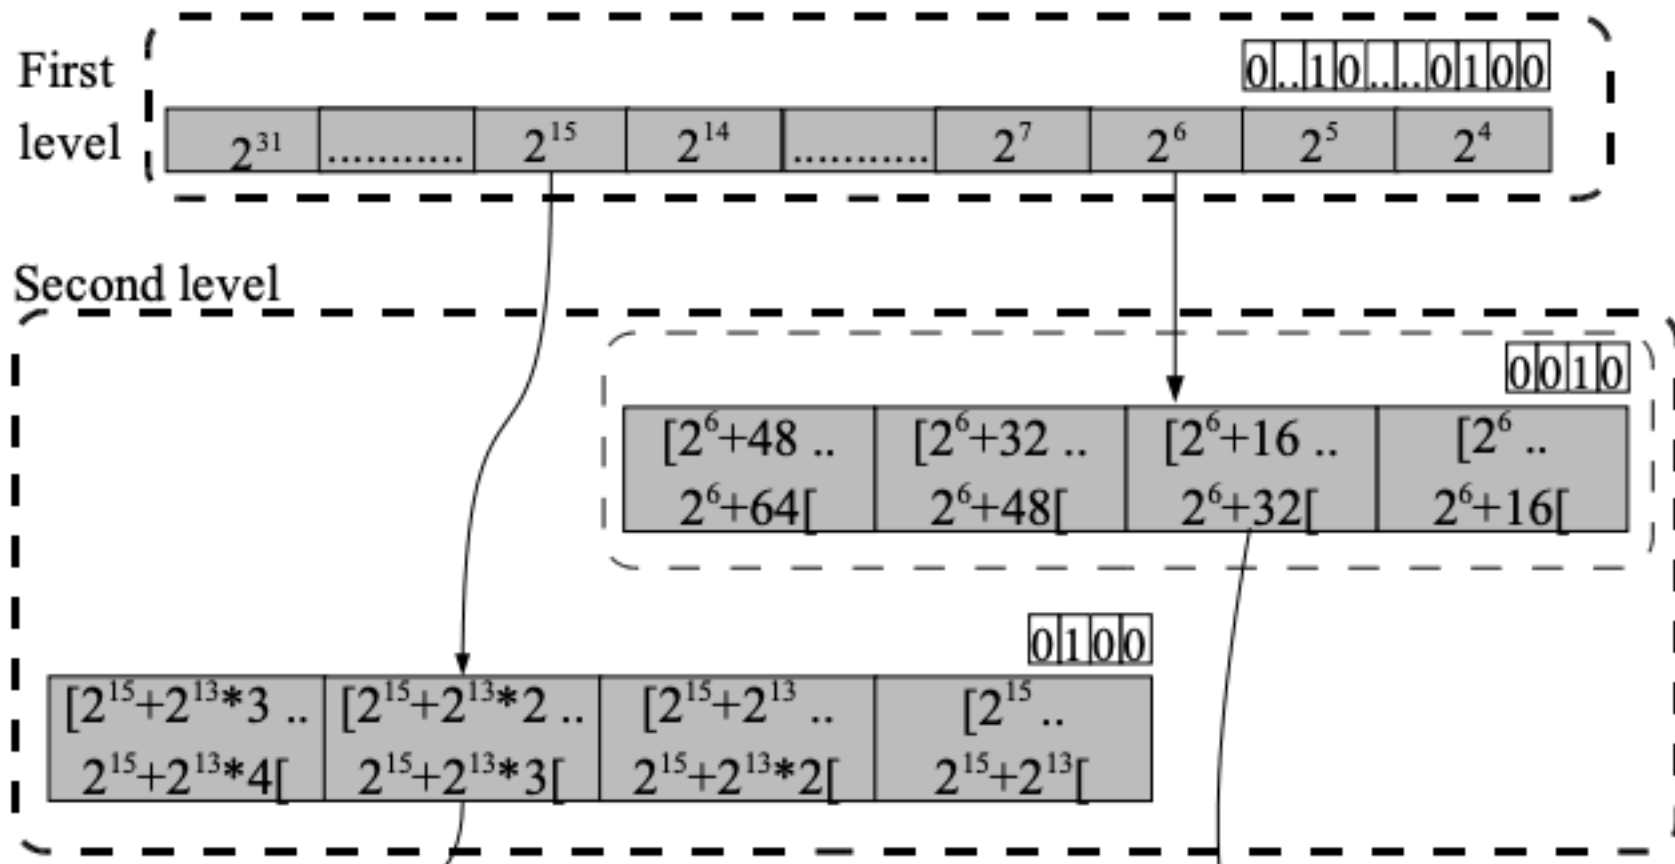 First
level
0..10....0100
2^31 ........... 2^15 2^14 ........... 2^7 2^6 2^5 2^4
Second level
0010
[2^6+48 .. [2^6+32 .. [2^6+16 .. [2^6 ..
2^6+64[ 2^6+48[ 2^6+32[ 2^6+16[
0100
[2^15+2^13*3 .. [2^15+2^13*2 .. [2^15+2^13 .. [2^15 ..
2^15+2^13*4[ 2^15+2^13*3[ 2^15+2^13*2[ 2^15+2^13[